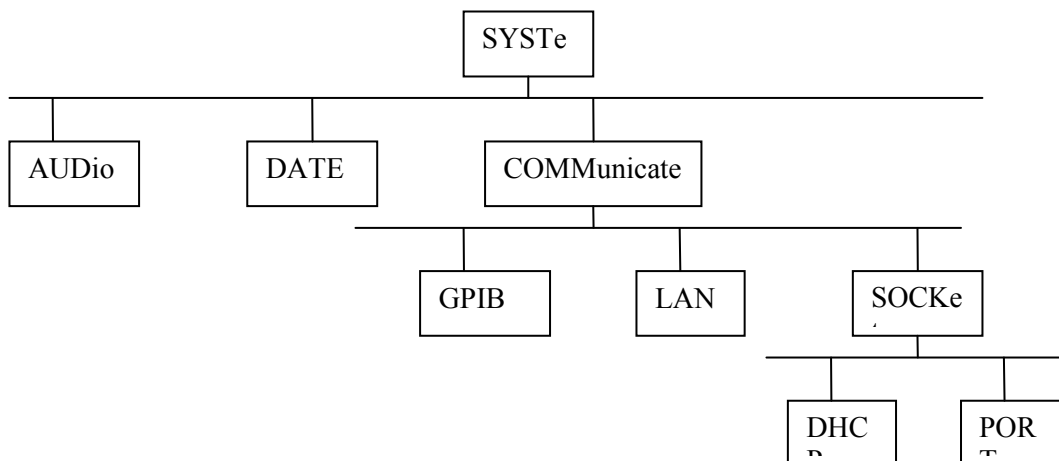 SYSTe
AUDio
DATE
COMMunicate
GPIB
LAN
SOCKe
DHC
POR